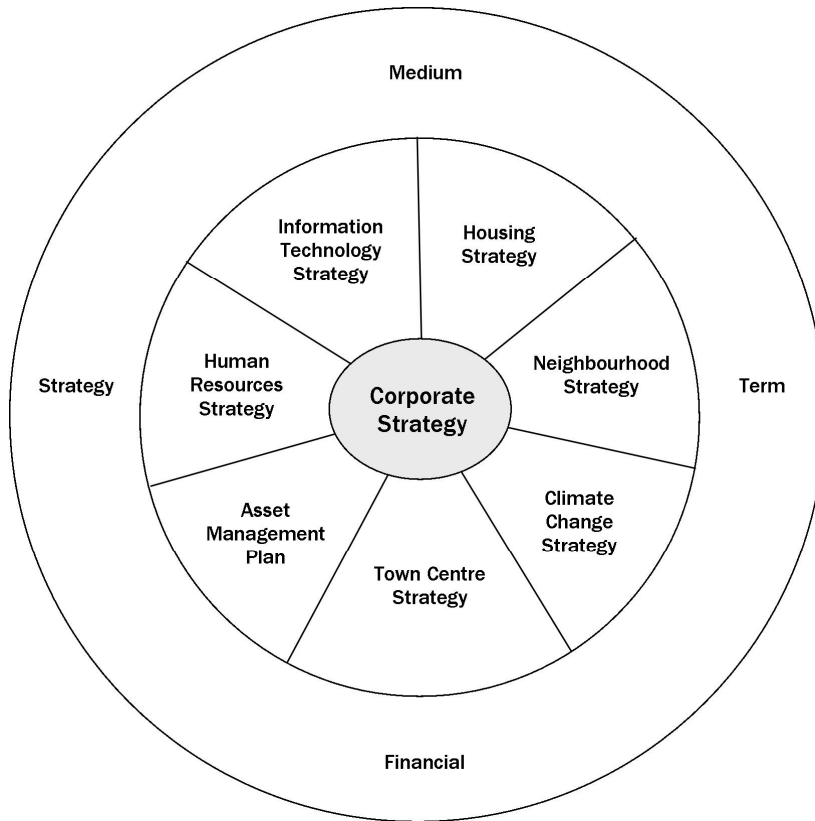 Medium
Term
Financial
Strategy
Information
Technology
Strategy
Housing
Strategy
Neighbourhood
Strategy
Climate
Change
Strategy
Town Centre
Strategy
Asset
Management
Plan
Human
Resources
Strategy
Corporate
Strategy